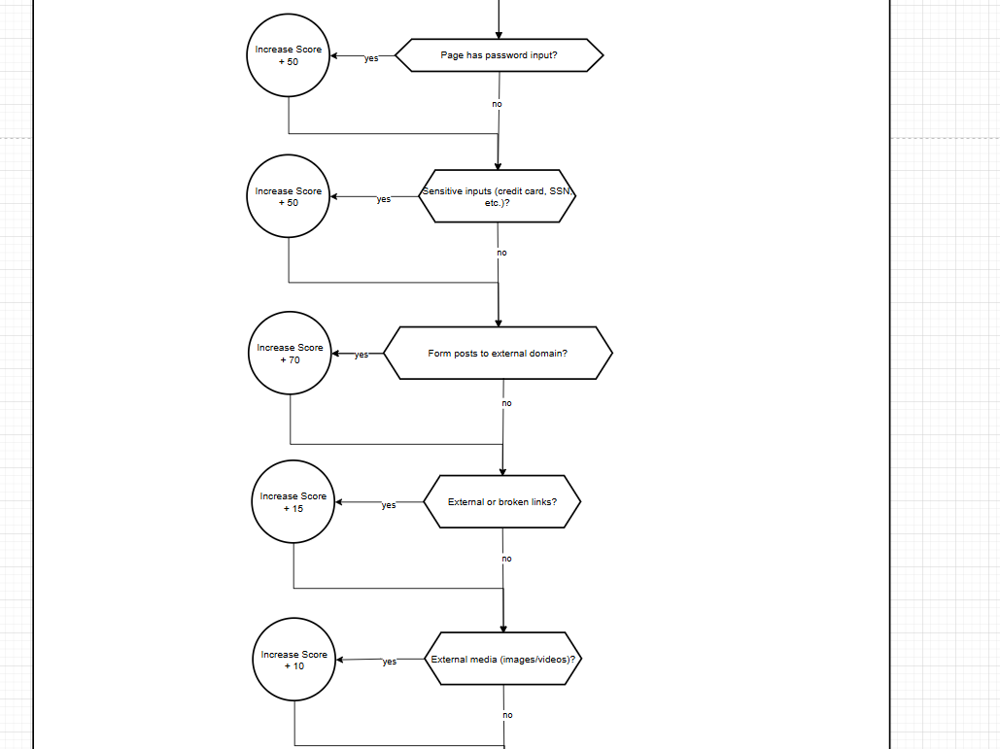 Increase Score
+ 50
yes
Page has password input?
no
Increase Score
+ 50
yes
Sensitive inputs (credit card, SSN,
etc.)?
no
Increase Score
+ 70
yes
Form posts to external domain?
no
Increase Score
+ 15
yes
External or broken links?
no
Increase Score
+ 10
yes
External media (images/videos)?
no